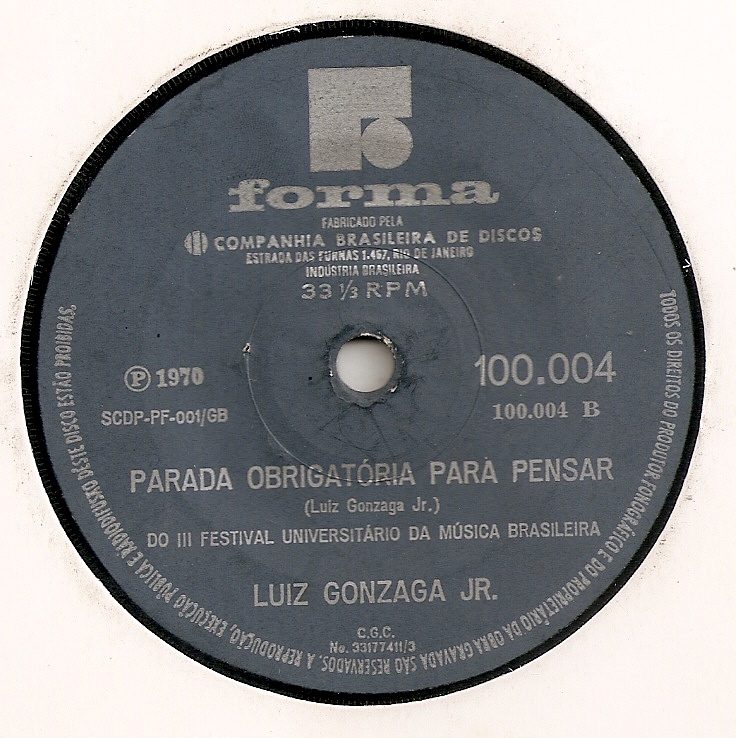 forma
FABRICADO PELA
COMPANHIA BRASILEIRA DE DISCOS
ESTRADA DAS FURNAS 1.467, RIO DE JANEIRO
INDÚSTRIA BRASILEIRA
33 ⅓ RPM
Ⓟ 1970
100.004
SCDP-PF-001/GB
100.004 B
PARADA OBRIGATÓRIA PARA PENSAR
(Luiz Gonzaga Jr.)
DO III FESTIVAL UNIVERSITÁRIO DA MÚSICA BRASILEIRA
LUIZ GONZAGA JR.
C.G.C.
No. 33177411/3
TODOS OS DIREITOS DO PRODUTOR FONOGRÁFICO E DO PROPRIETÁRIO DA OBRA GRAVADA SÃO RESERVADOS. A REPRODUÇÃO, EXECUÇÃO PÚBLICA E RADIODIFUSÃO DESTE DISCO ESTÃO PROIBIDAS.